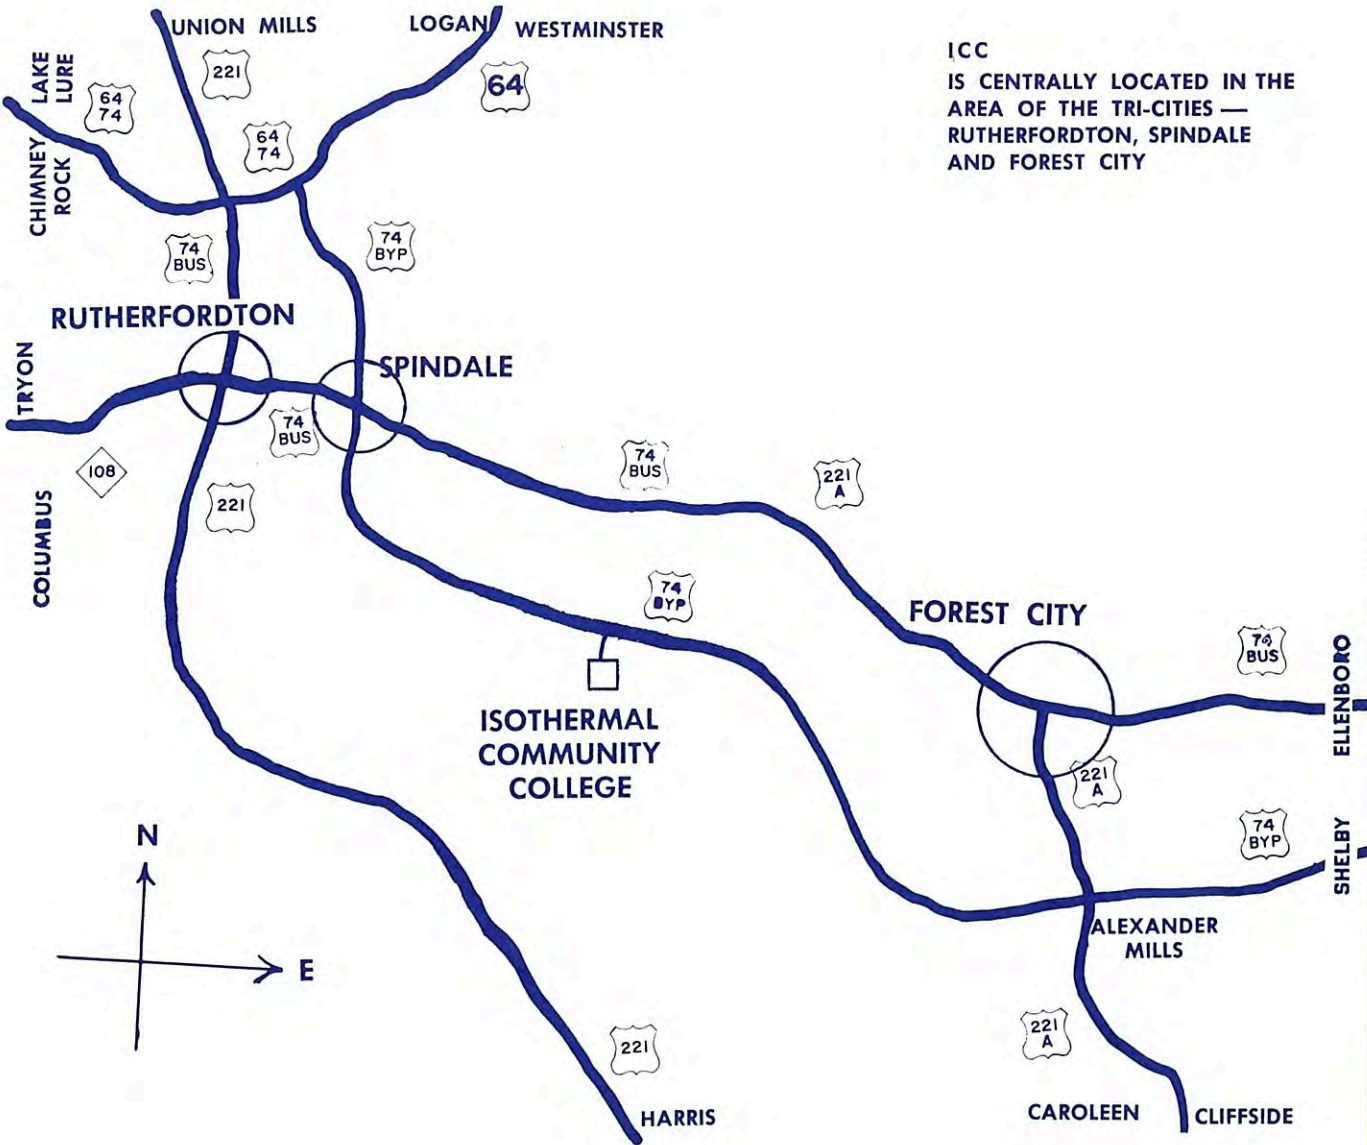 UNION MILLS
LOGAN
WESTMINSTER
ICC
IS CENTRALLY LOCATED IN THE
AREA OF THE TRI-CITIES —
RUTHERFORDTON, SPINDALE
AND FOREST CITY
LAKE
LURE
64
74
221
64
74
64
CHIMNEY
ROCK
74
BUS
74
BYP
RUTHERFORDTON
SPINDALE
TRYON
74
BUS
108
COLUMBUS
221
74
BUS
221
A
74
BYP
FOREST CITY
74
BUS
ELLENBORO
ISOTHERMAL
COMMUNITY
COLLEGE
221
A
74
BYP
SHELBY
N
E
ALEXANDER
MILLS
221
A
221
HARRIS
CAROLEEN
CLIFFSIDE